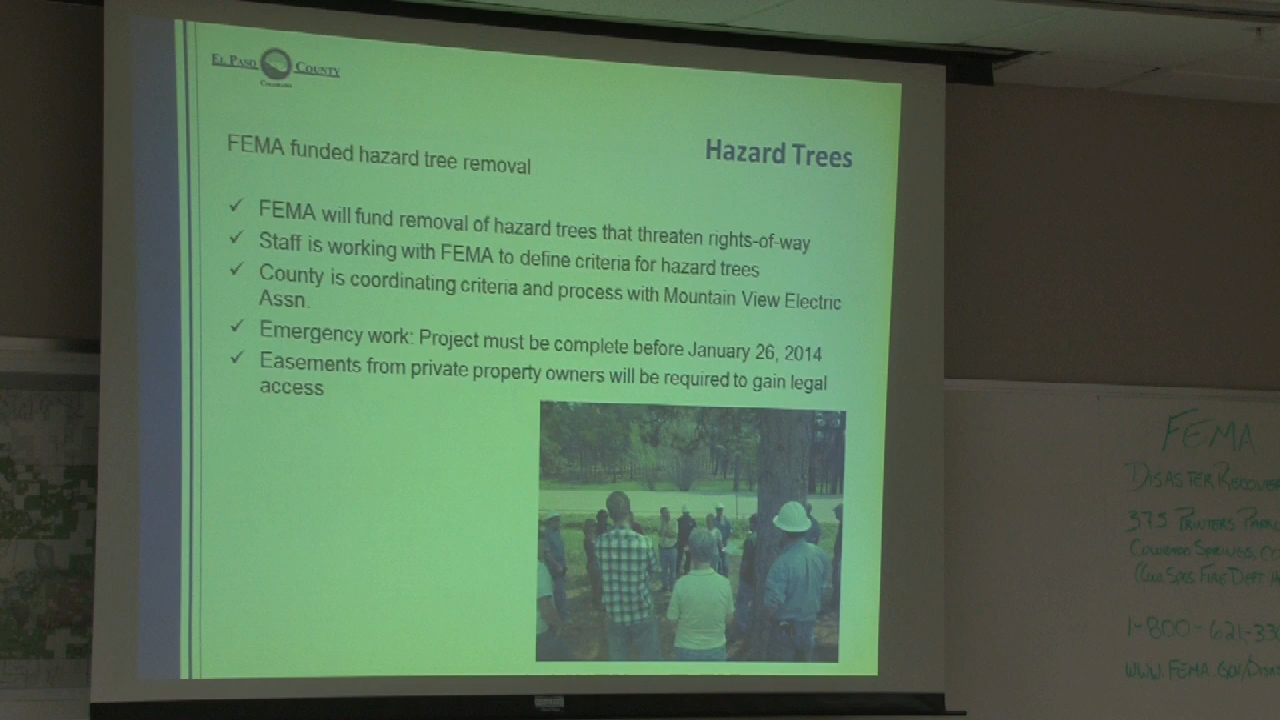 EL PASO COUNTY
COLORADO
Hazard Trees
FEMA funded hazard tree removal
✓ FEMA will fund removal of hazard trees that threaten rights-of-way
✓ Staff is working with FEMA to define criteria for hazard trees
✓ County is coordinating criteria and process with Mountain View Electric
Assn.
✓ Emergency work: Project must be complete before January 26, 2014
✓ Easements from private property owners will be required to gain legal
access
FEMA
DISASTER RECOVER
375 PRINTERS
COLORADO SPRINGS, CO
FIRE DEPT
1-800-621-33
WWW.FEMA.GOV/DISA